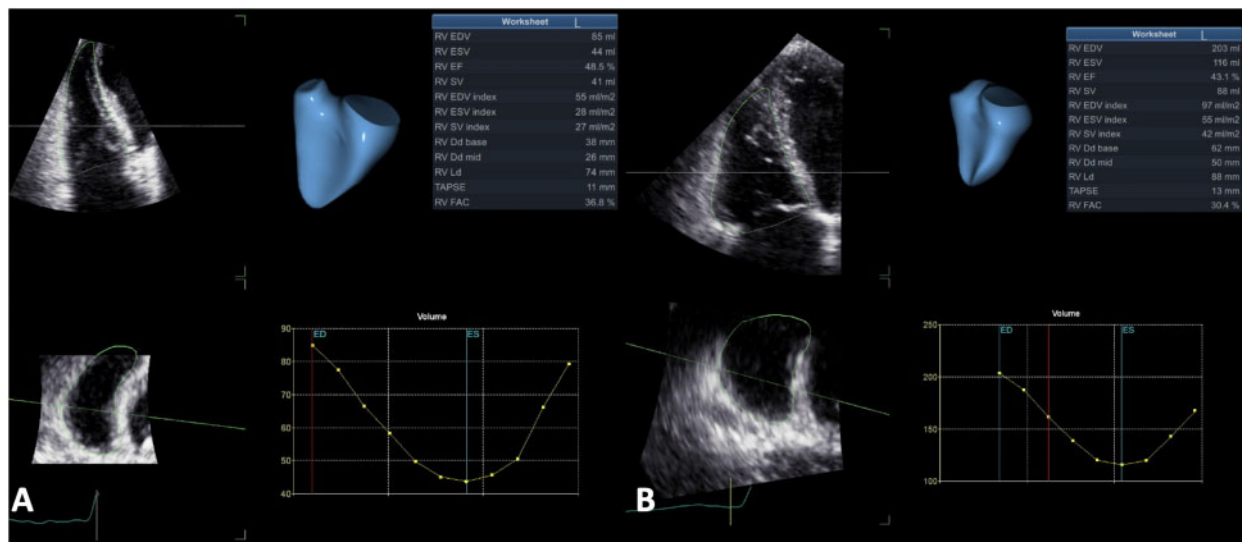 Worksheet
RV EDV 85 ml
RV ESV 44 ml
RV EF 48.5 %
RV SV 41 ml
RV EDV index 55 ml/m2
RV ESV index 28 ml/m2
RV SV index 27 ml/m2
RV Dd base 38 mm
RV Dd mid 26 mm
RV Ld 74 mm
TAPSE 11 mm
RV FAC 36.8 %
Volume
90
ED
ES
80
70
60
50
40
A
Worksheet
RV EDV 203 ml
RV ESV 116 ml
RV EF 43.1 %
RV SV 88 ml
RV EDV index 97 ml/m2
RV ESV index 55 ml/m2
RV SV index 42 ml/m2
RV Dd base 62 mm
RV Dd mid 50 mm
RV Ld 88 mm
TAPSE 13 mm
RV FAC 30.4 %
Volume
250
ED
ES
200
150
100
B